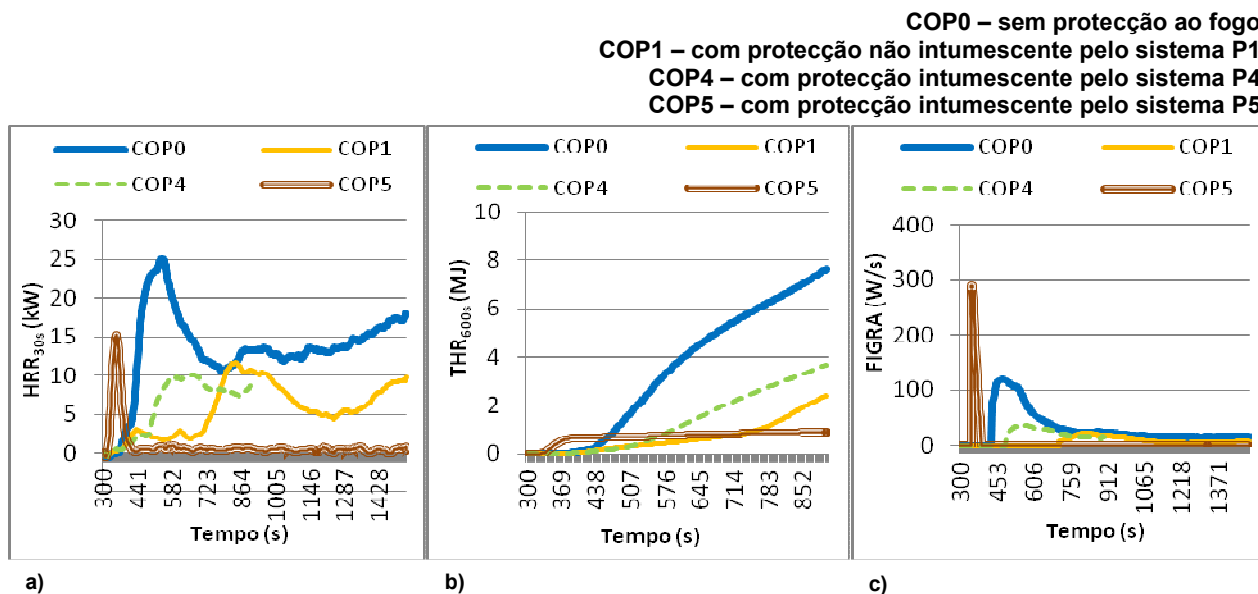 COP0 – sem protecção ao fogo
COP1 – com protecção não intumescente pelo sistema P1
COP4 – com protecção intumescente pelo sistema P4
COP5 – com protecção intumescente pelo sistema P5
COP0 COP1
COP4 COP5
HRR30s (kW)
30
25
20
15
10
5
0
300 441 582 723 864 1005 1146 1287 1428
Tempo (s)
a)
COP0 COP1
COP4 COP5
THR600s (MJ)
10
8
6
4
2
0
300 369 438 507 576 645 714 783 852
Tempo (s)
b)
COP0 COP1
COP4 COP5
FIGRA (W/s)
400
300
200
100
0
300 453 606 759 912 1065 1218 1371
Tempo (s)
c)